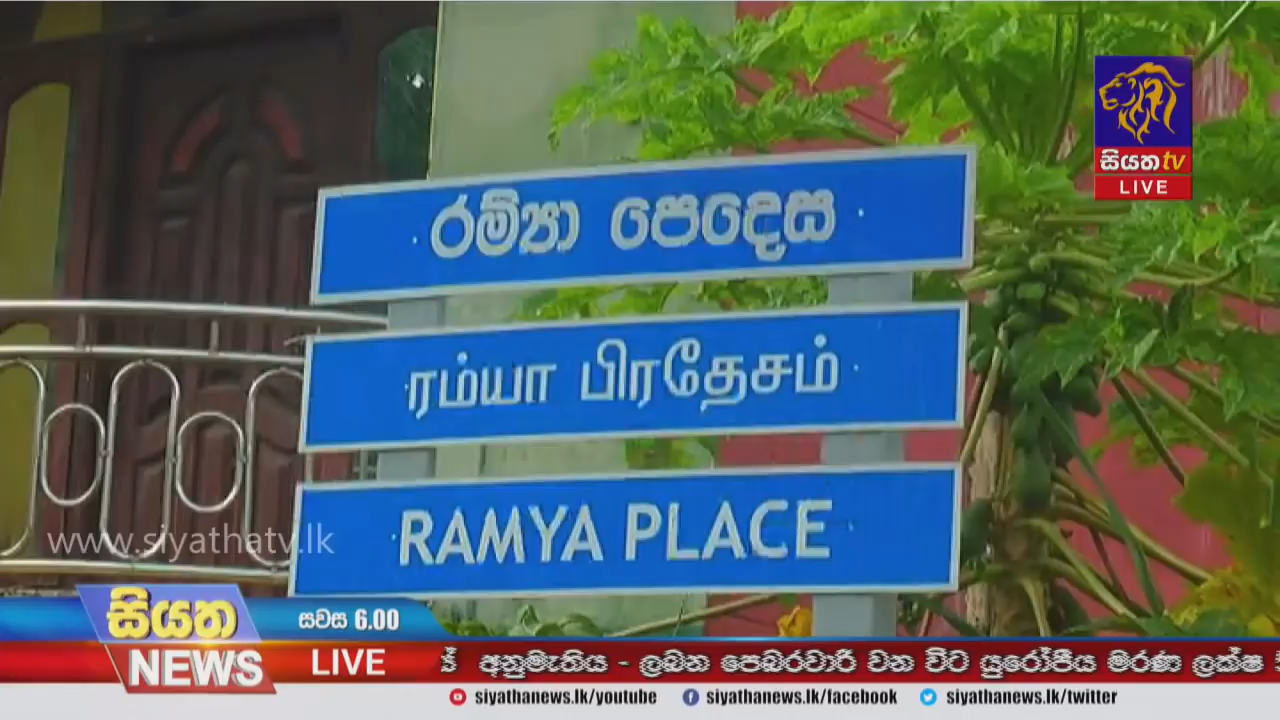 සියත tv
LIVE
රම්‍යා පෙදෙස
ரம்யா பிரதேசம்
RAMYA PLACE
www.siyathatv.lk
සියත
සවස 6.00
NEWS
LIVE
අනුමැතිය - ලබන පෙබරවාරි වන විට යුරෝපීය මරණ ලක්ෂ
siyathanews.lk/youtube siyathanews.lk/facebook siyathanews.lk/twitter